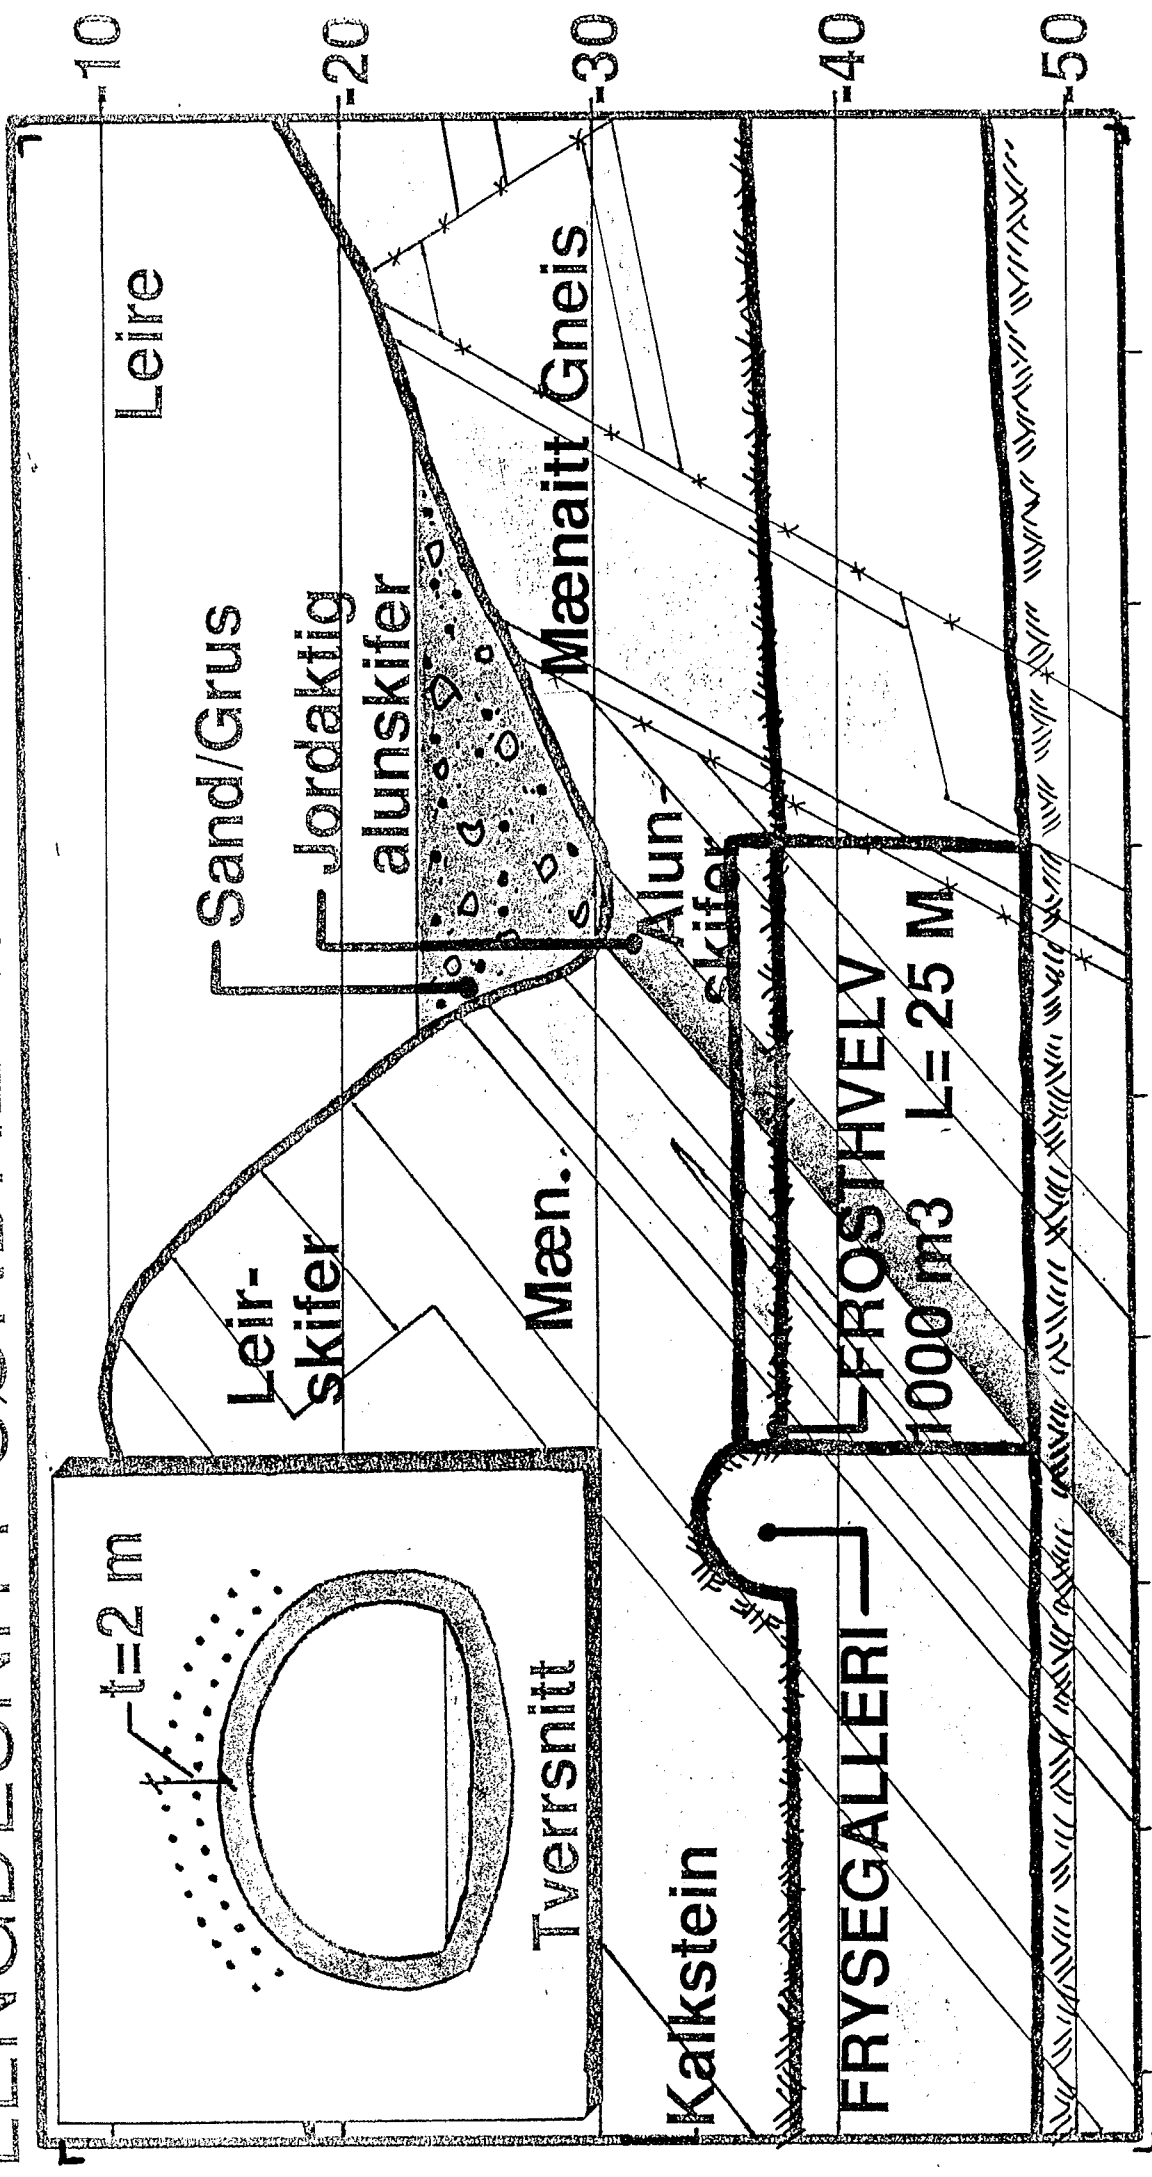 t=2 m
Tverrsnitt
Leir-
skifer
Sand/Grus
Jordaktig
alunskifer
Leire
Mæn.
Mænaitt Gneis
Alun-
skifer
Kalkstein
FRYSEGALLERI
FROSTHVELV
1000 m3 L= 25 M
-10
-20
-30
-40
-50